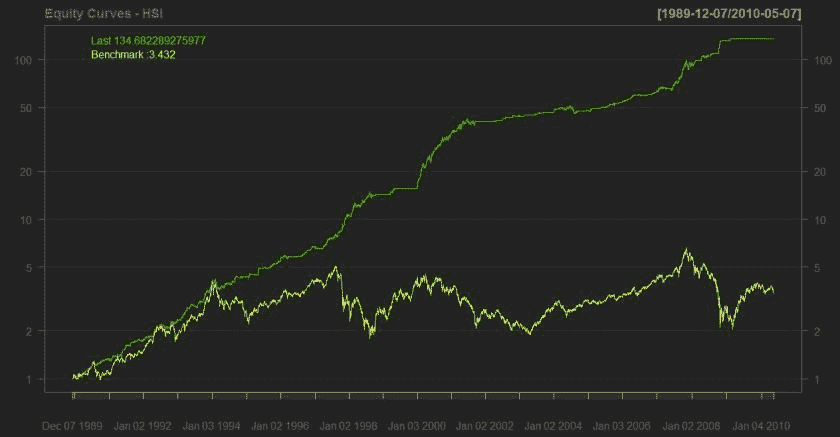 Equity Curves - HSI
[1989-12-07/2010-05-07]
Last 134.682289275977
Benchmark :3.432
100 100
50 50
20 20
10 10
5 5
2 2
1 1
Dec 07 1989 Jan 02 1992 Jan 03 1994 Jan 02 1996 Jan 02 1998 Jan 03 2000 Jan 02 2002 Jan 02 2004 Jan 03 2006 Jan 02 2008 Jan 04 2010